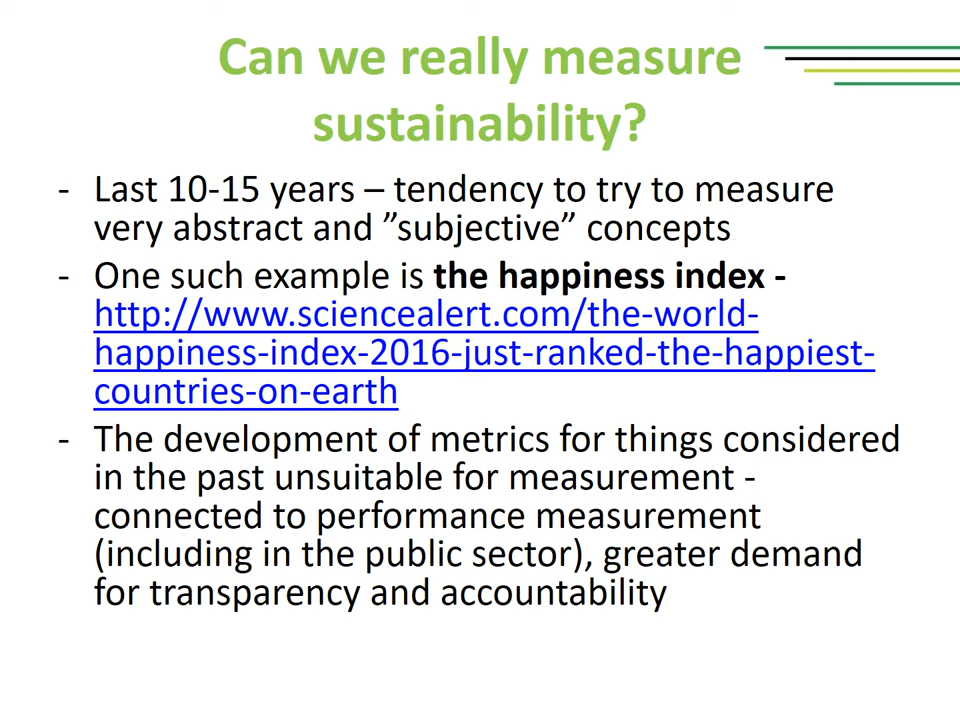 Can we really measure
sustainability?
- Last 10-15 years – tendency to try to measure
very abstract and ”subjective” concepts
- One such example is the happiness index -
http://www.sciencealert.com/the-world-
happiness-index-2016-just-ranked-the-happiest-
countries-on-earth
- The development of metrics for things considered
in the past unsuitable for measurement -
connected to performance measurement
(including in the public sector), greater demand
for transparency and accountability